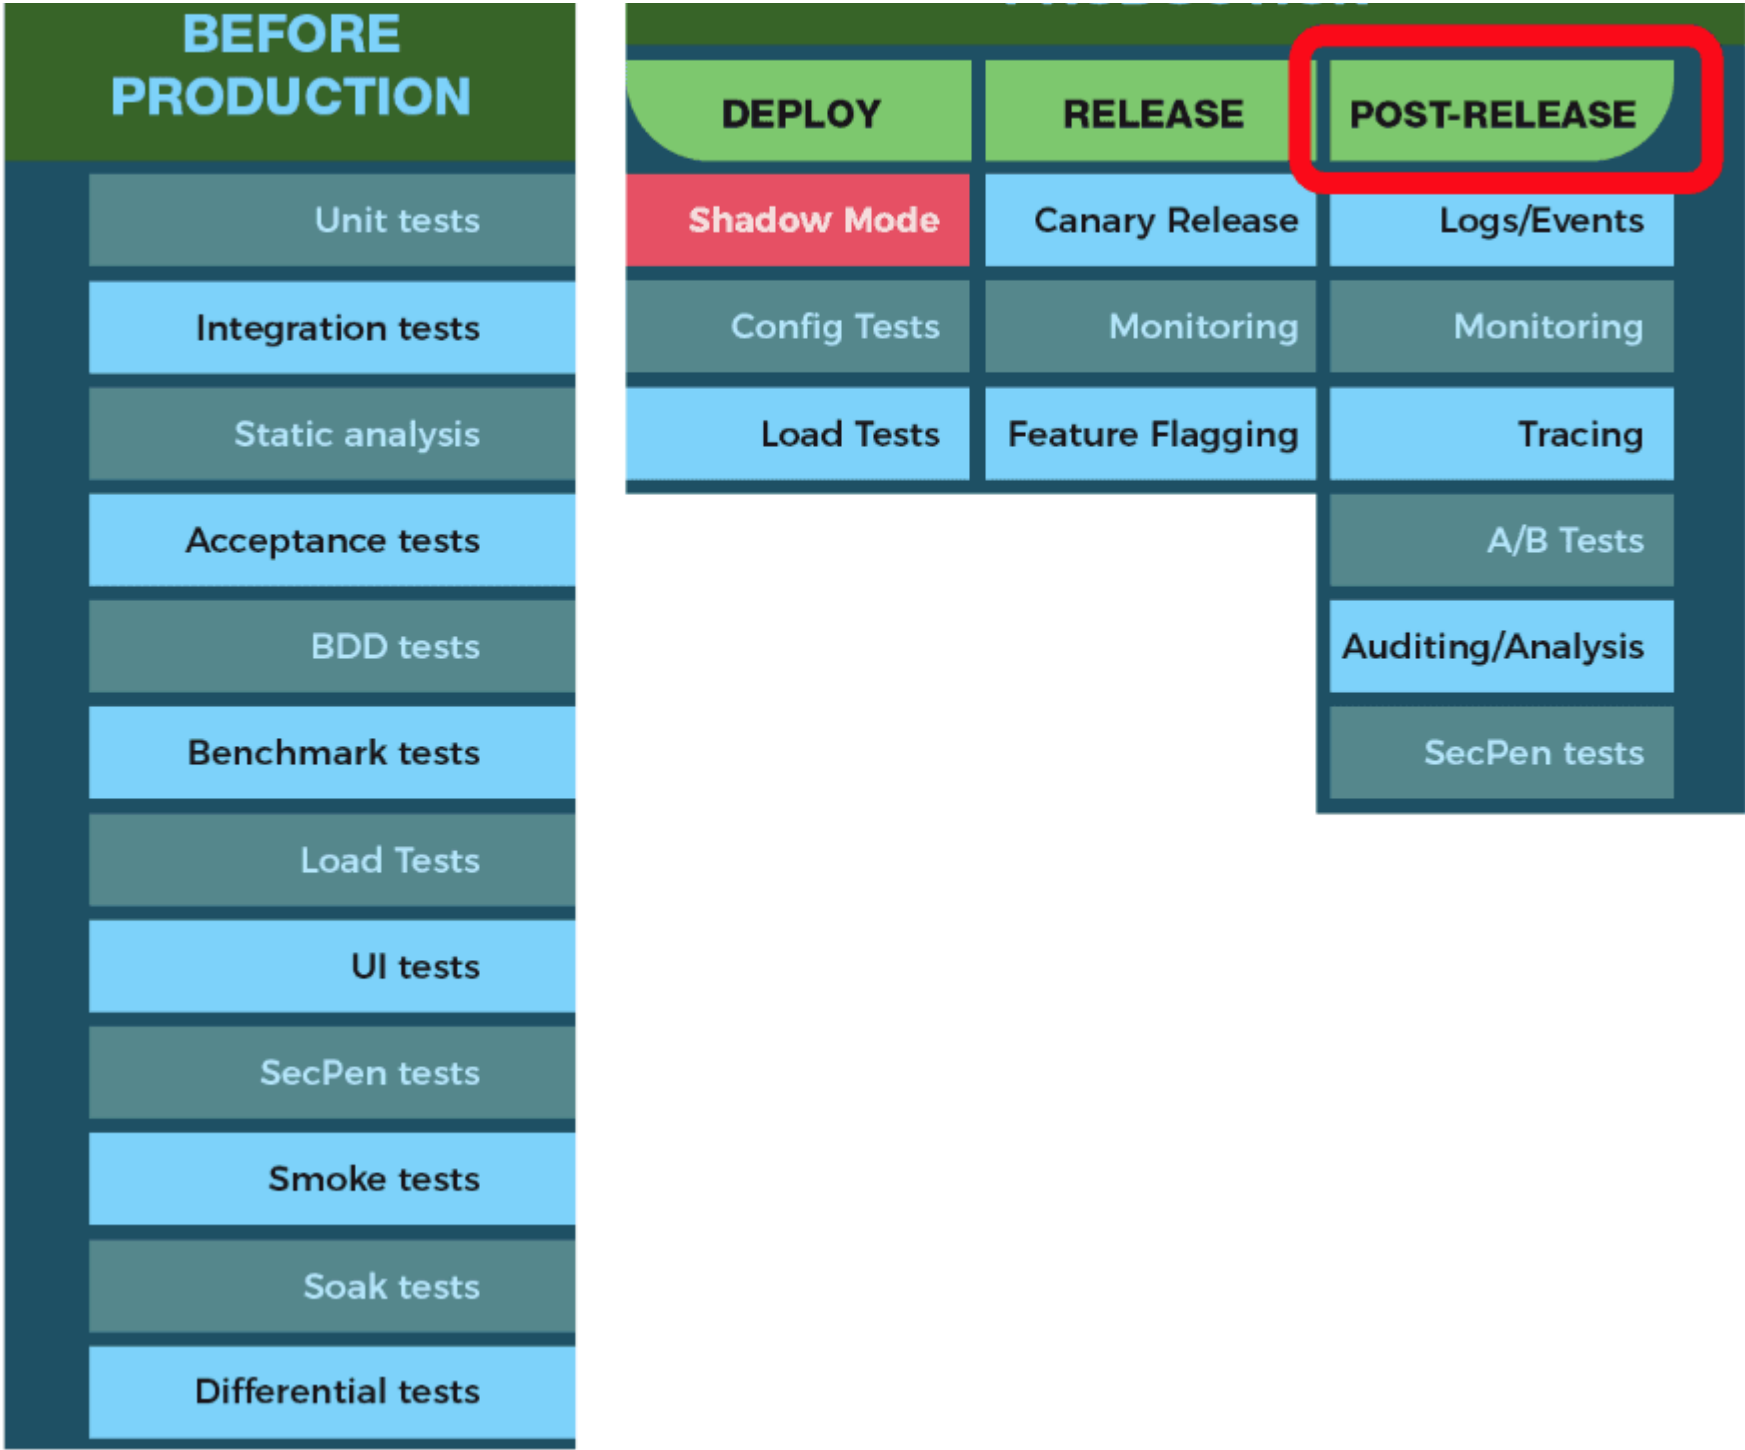 BEFORE
PRODUCTION
Unit tests
Integration tests
Static analysis
Acceptance tests
BDD tests
Benchmark tests
Load Tests
UI tests
SecPen tests
Smoke tests
Soak tests
Differential tests
DEPLOY
Shadow Mode
Config Tests
Load Tests
RELEASE
Canary Release
Monitoring
Feature Flagging
POST-RELEASE
Logs/Events
Monitoring
Tracing
A/B Tests
Auditing/Analysis
SecPen tests